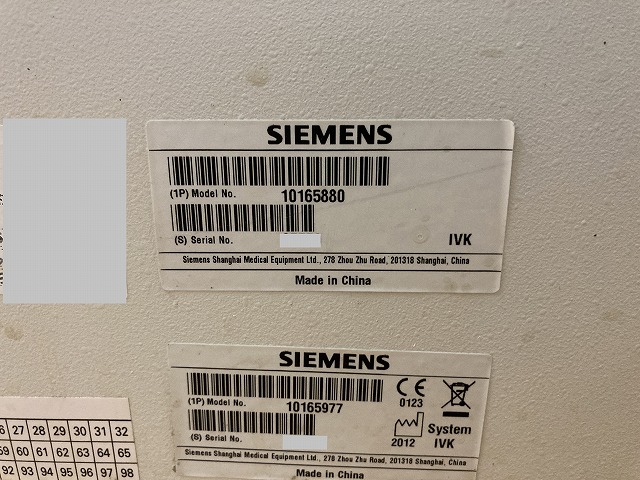 SIEMENS
(1P) Model No. 10165880
(S) Serial No.
IVK
Siemens Shanghai Medical Equipment Ltd., 278 Zhou Zhu Road, 201318 Shanghai, China
Made in China
SIEMENS
(1P) Model No. 10165977
CE 0123
(S) Serial No.
2012
System
IVK
Siemens Shanghai Medical Equipment Ltd., 278 Zhou Zhu Road, 201318 Shanghai, China
Made in China
27 28 29 30 31 32
60 61 62 63 64 65
92 93 94 95 96 97 98